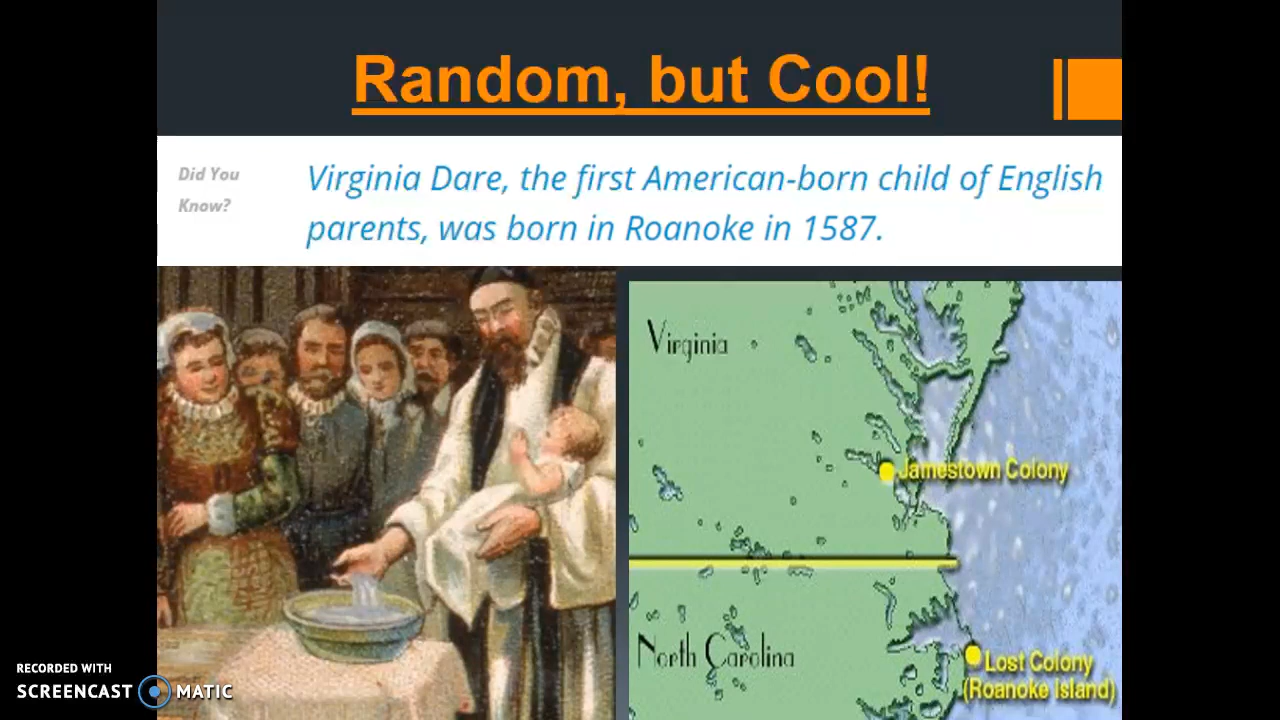 Random, but Cool!
Did You
Know?
Virginia Dare, the first American-born child of English
parents, was born in Roanoke in 1587.
Virginia
Jamestown Colony
North Carolina
Lost Colony
(Roanoke Island)
RECORDED WITH
SCREENCAST MATIC